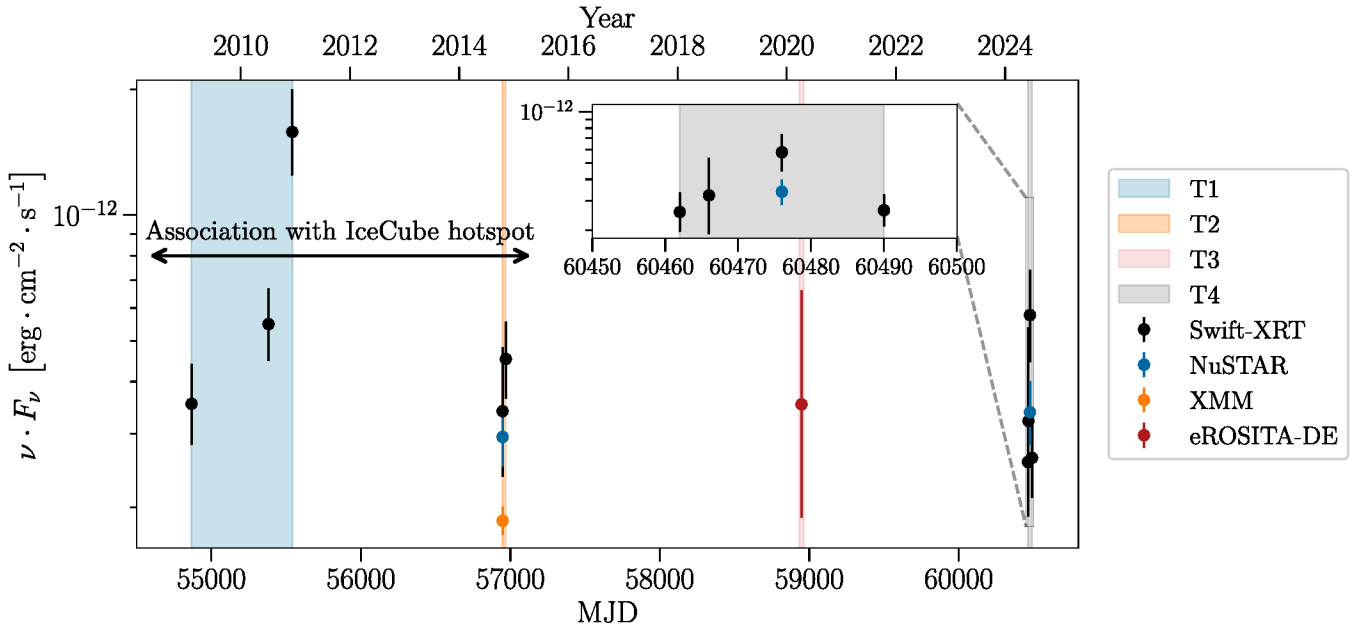 Year
2010 2012 2014 2016 2018 2020 2022 2024
ν · Fν [erg · cm⁻² · s⁻¹]
10⁻¹²
Association with IceCube hotspot
10⁻¹²
60450 60460 60470 60480 60490 60500
T1
T2
T3
T4
Swift-XRT
NuSTAR
XMM
eROSITA-DE
55000 56000 57000 58000 59000 60000
MJD